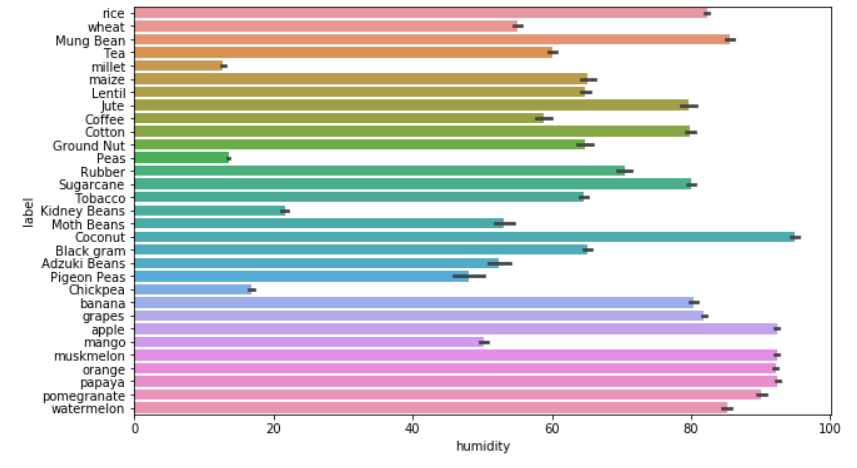 rice
wheat
Mung Bean
Tea
millet
maize
Lentil
Jute
Coffee
Cotton
Ground Nut
Peas
Rubber
Sugarcane
Tobacco
Kidney Beans
Moth Beans
Coconut
Black gram
Adzuki Beans
Pigeon Peas
Chickpea
banana
grapes
apple
mango
muskmelon
orange
papaya
pomegranate
watermelon
label
0 20 40 60 80 100
humidity